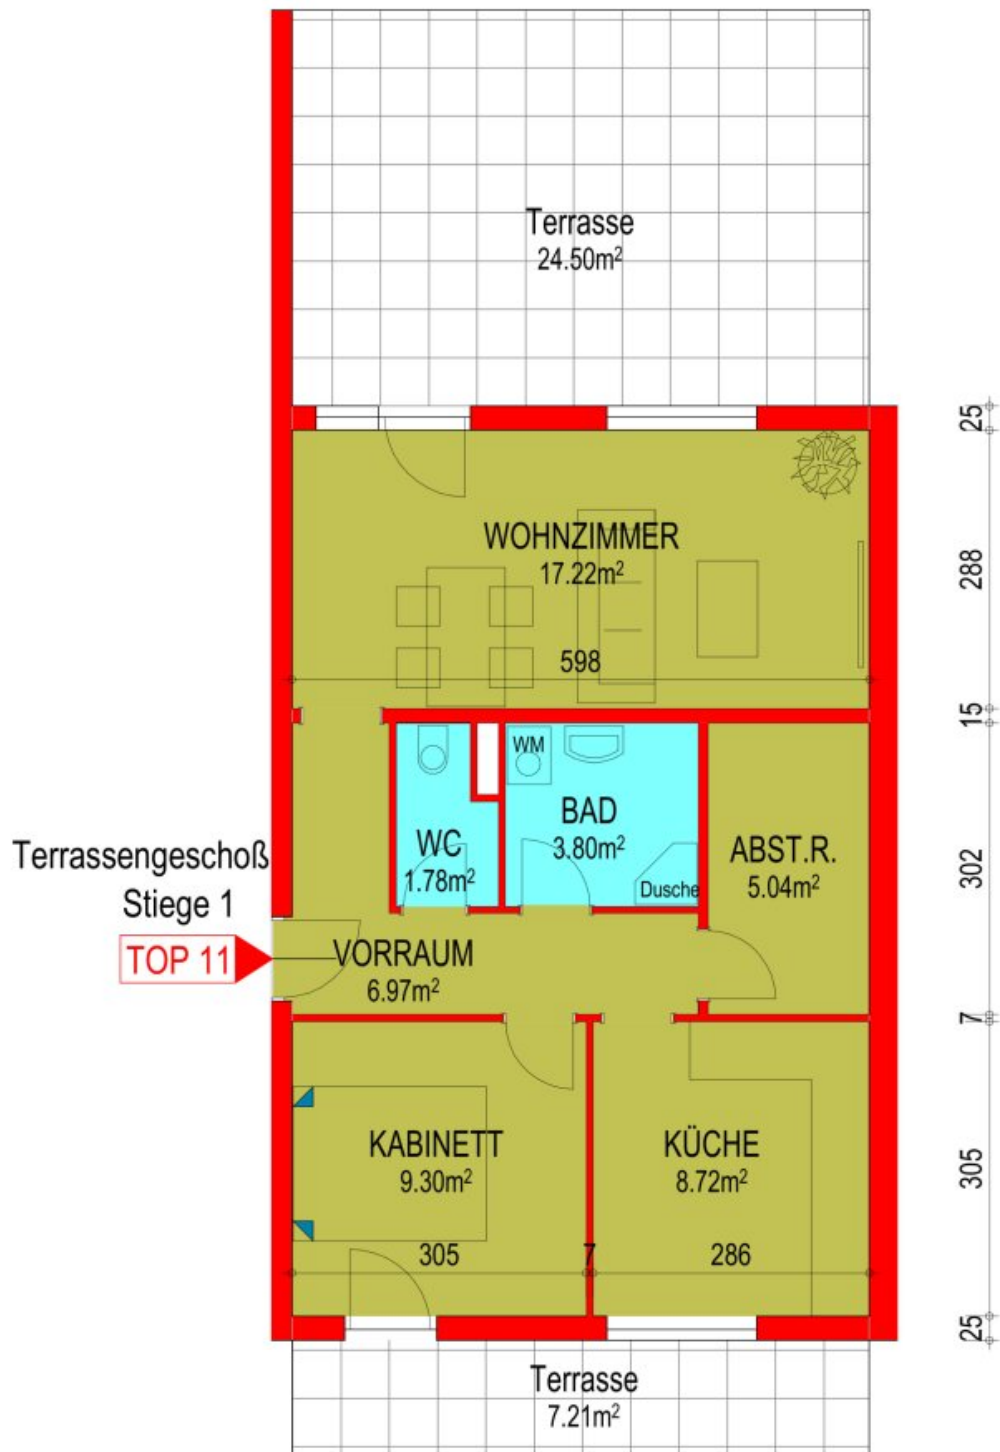 Terrasse
24.50m²
25
WOHNZIMMER
17.22m²
288
598
15
WM
BAD
3.80m²
WC
1.78m²
ABST.R.
5.04m²
302
Dusche
Terrassengeschoß
Stiege 1
TOP 11
VORRAUM
6.97m²
7
KABINETT
9.30m²
KÜCHE
8.72m²
305
305
7
286
25
Terrasse
7.21m²